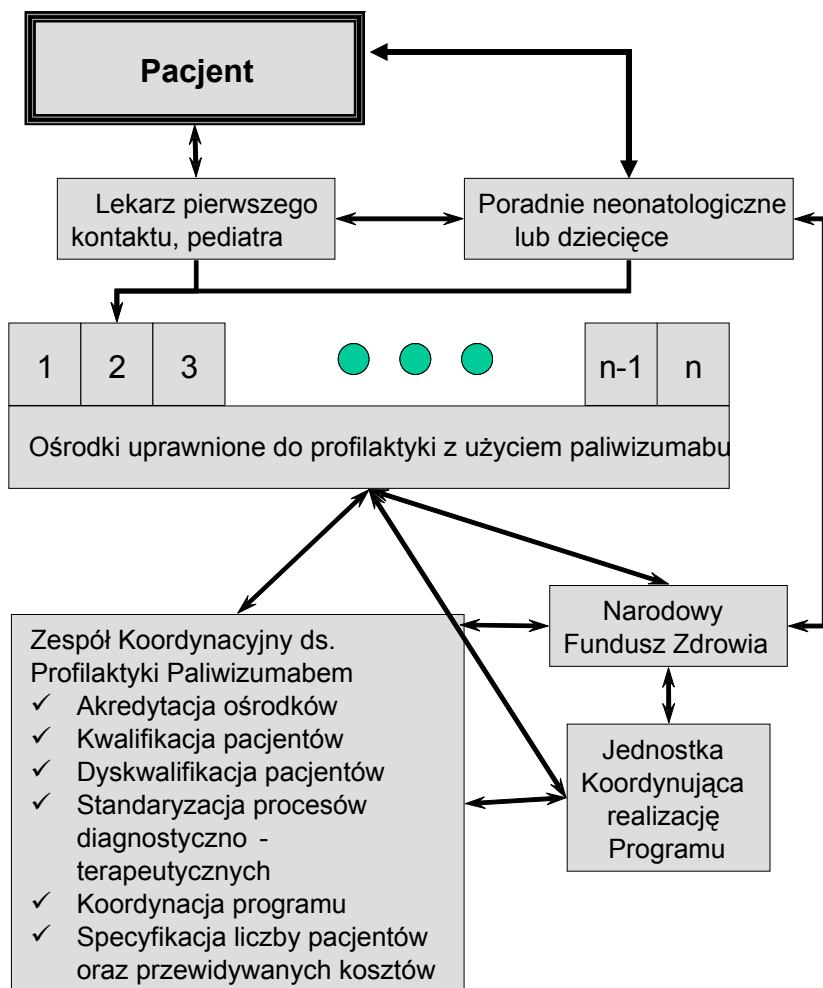 Pacjent
Lekarz pierwszego
kontaktu, pediatra
Poradnie neonatologiczne
lub dziecięce
1 2 3 n-1 n
Ośrodki uprawnione do profilaktyki z użyciem paliwizumabu
Narodowy
Fundusz Zdrowia
Zespół Koordynacyjny ds.
Profilaktyki Paliwizumabem
✓ Akredytacja ośrodków
✓ Kwalifikacja pacjentów
✓ Dyskwalifikacja pacjentów
✓ Standaryzacja procesów
diagnostyczno -
terapeutycznych
✓ Koordynacja programu
✓ Specyfikacja liczby pacjentów
oraz przewidywanych kosztów
Jednostka
Koordynująca
realizację
Programu